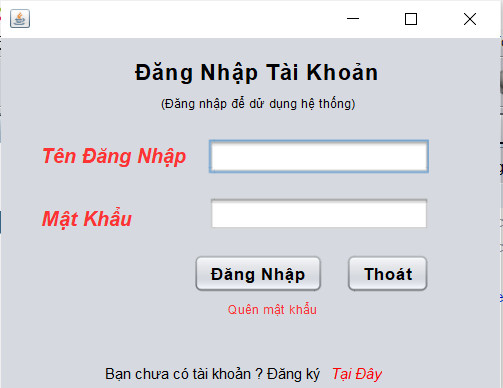 Đăng Nhập Tài Khoản
(Đăng nhập để dử dụng hệ thống)
Tên Đăng Nhập
Mật Khẩu
Đăng Nhập Thoát
Quên mật khẩu
Bạn chưa có tài khoản ? Đăng ký Tại Đây